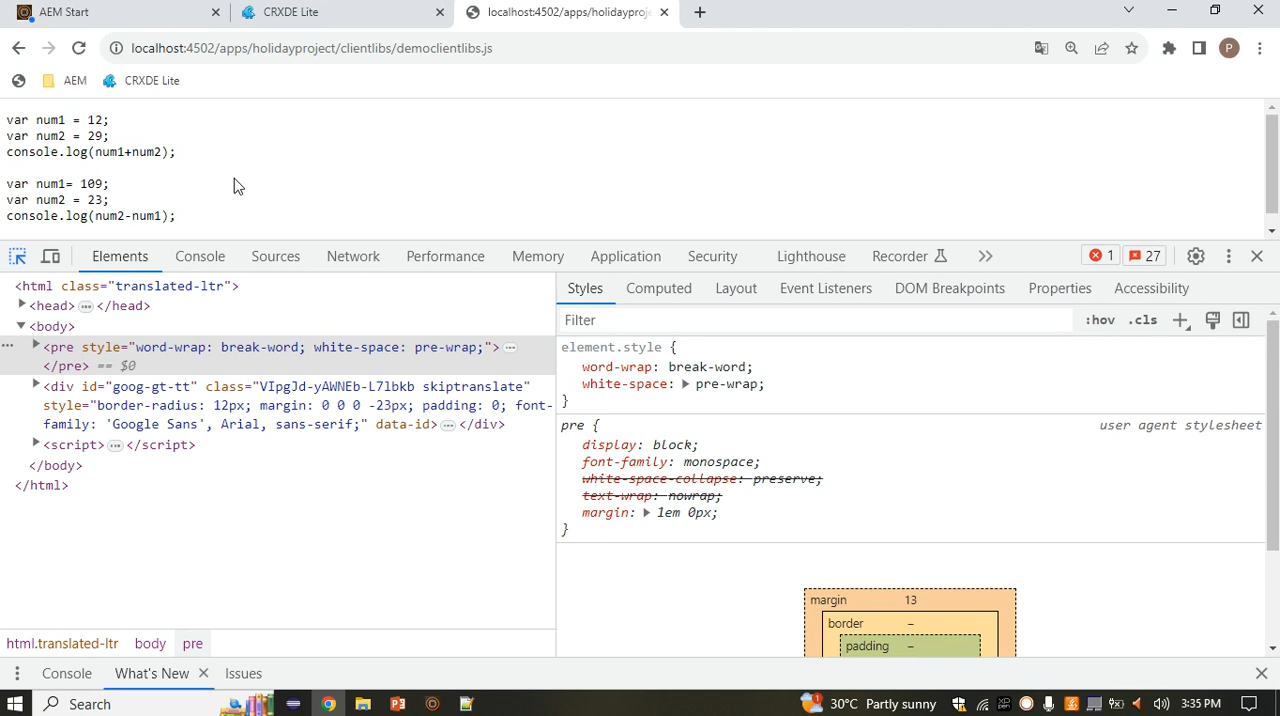 AEM Start
CRXDE Lite
localhost:4502/apps/holidayproj
localhost:4502/apps/holidayproject/clientlibs/democlientlibs.js
P
AEM
CRXDE Lite
var num1 = 12;
var num2 = 29;
console.log(num1+num2);
var num1= 109;
var num2 = 23;
console.log(num2-num1);
Elements Console Sources Network Performance Memory Application Security Lighthouse Recorder 1 27
<html class="translated-ltr">
<head> </head>
<body>
<pre style="word-wrap: break-word; white-space: pre-wrap;">
</pre> == $0
<div id="goog-gt-tt" class="VIpgJd-yAWNEb-L7lbkb skiptranslate"
style="border-radius: 12px; margin: 0 0 0 -23px; padding: 0; font-
family: 'Google Sans', Arial, sans-serif;" data-id> </div>
<script> </script>
</body>
</html>
Styles Computed Layout Event Listeners DOM Breakpoints Properties Accessibility
Filter :hov .cls
element.style {
word-wrap: break-word;
white-space: pre-wrap;
}
pre { user agent stylesheet
display: block;
font-family: monospace;
white-space-collapse: preserve;
text-wrap: nowrap;
margin: 1em 0px;
}
margin 13
border –
padding –
html.translated-ltr body pre
Console What's New Issues
Search 1 30°C Partly sunny 3:35 PM